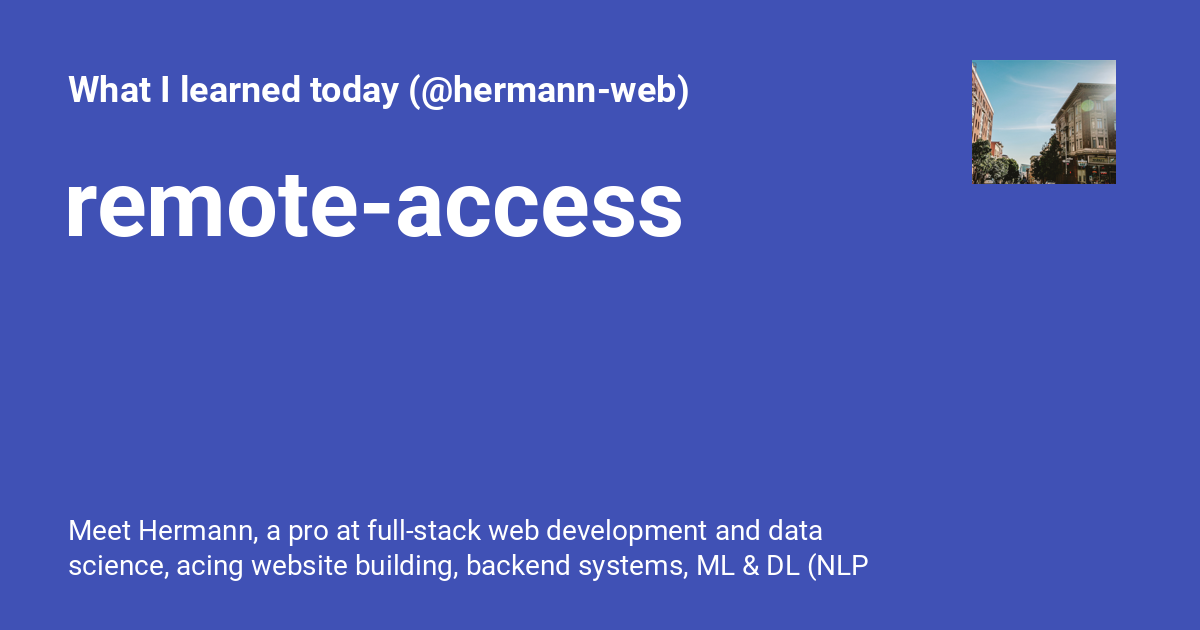 What I learned today (@hermann-web)
remote-access
Meet Hermann, a pro at full-stack web development and data
science, acing website building, backend systems, ML & DL (NLP